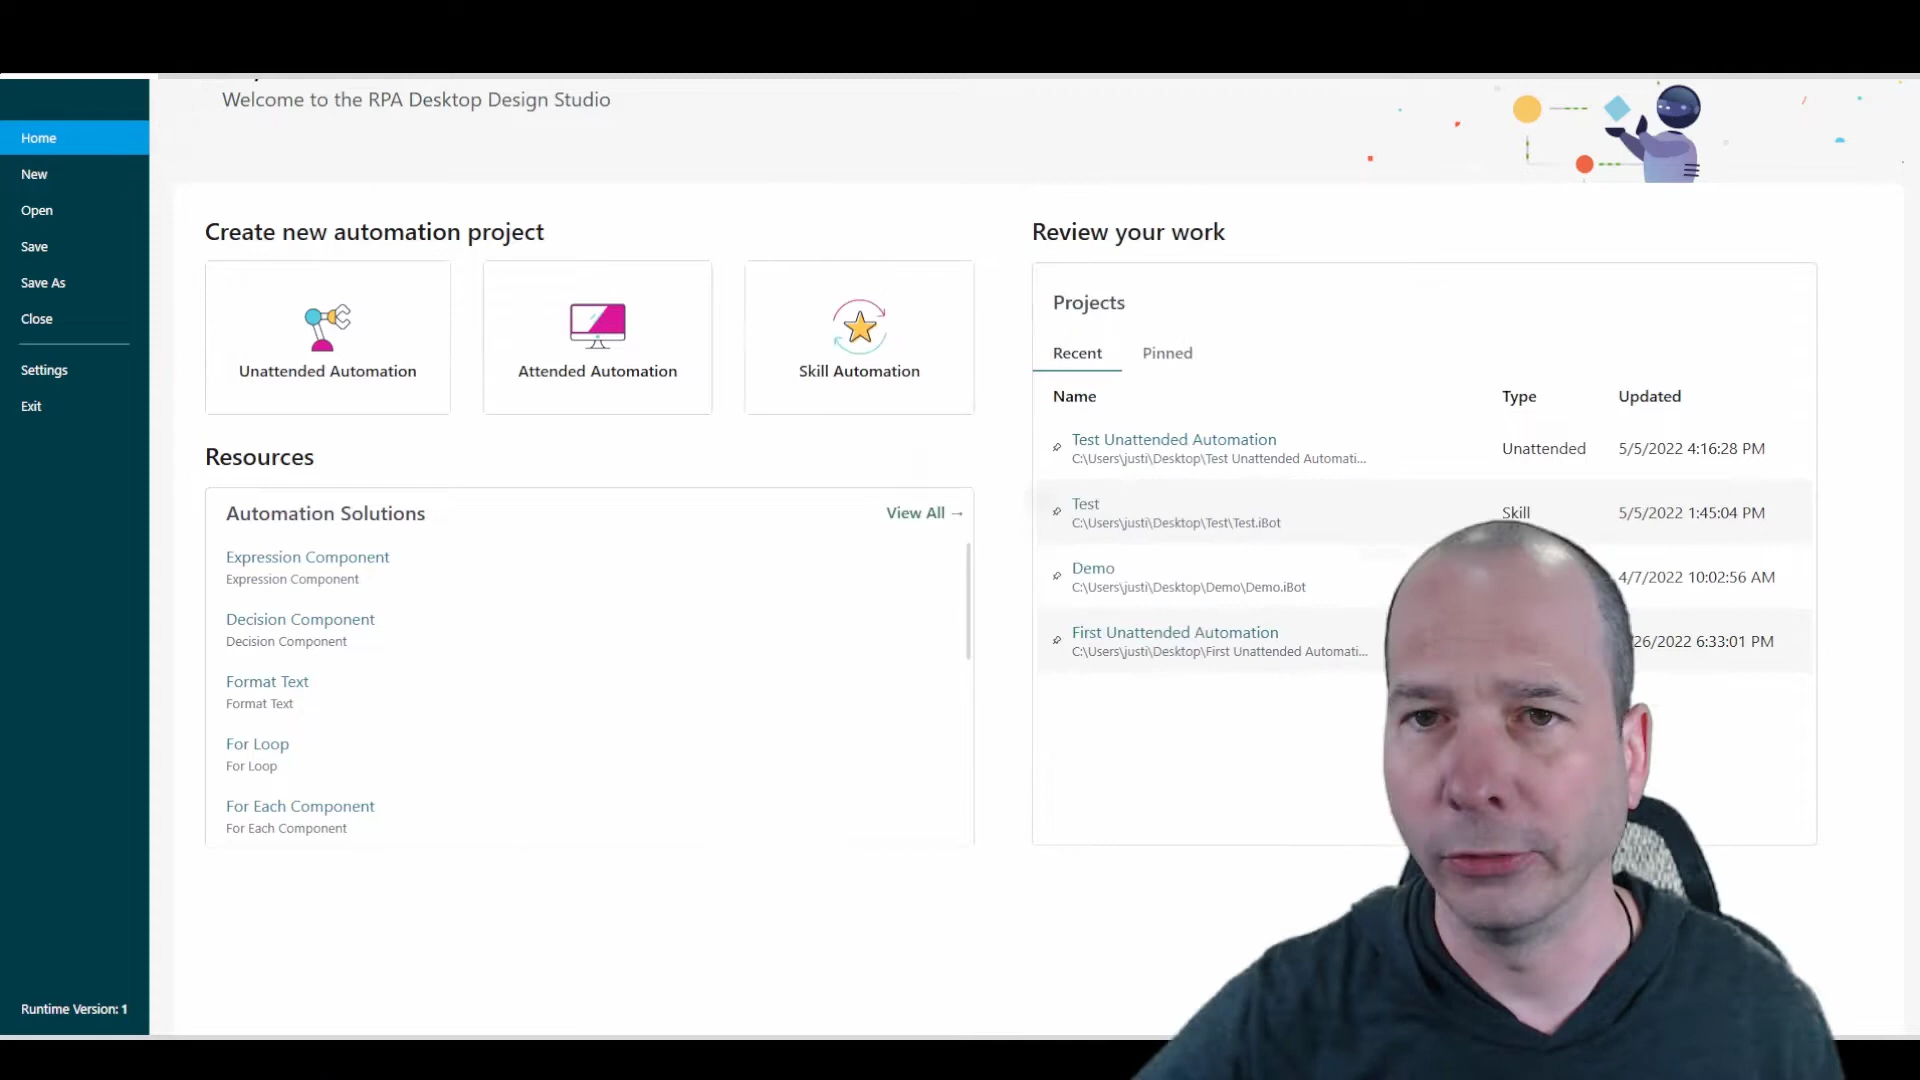 Welcome to the RPA Desktop Design Studio
Home
New
Open
Save
Save As
Close
Settings
Exit
Runtime Version: 1
Create new automation project
Unattended Automation
Attended Automation
Skill Automation
Resources
Automation Solutions
View All →
Expression Component
Expression Component
Decision Component
Decision Component
Format Text
Format Text
For Loop
For Loop
For Each Component
For Each Component
Review your work
Projects
Recent Pinned
Name Type Updated
Test Unattended Automation
C:\Users\justi\Desktop\Test Unattended Automati...
Unattended 5/5/2022 4:16:28 PM
Test
C:\Users\justi\Desktop\Test\Test.iBot
Skill 5/5/2022 1:45:04 PM
Demo
C:\Users\justi\Desktop\Demo\Demo.iBot
4/7/2022 10:02:56 AM
First Unattended Automation
C:\Users\justi\Desktop\First Unattended Automati...
26/2022 6:33:01 PM